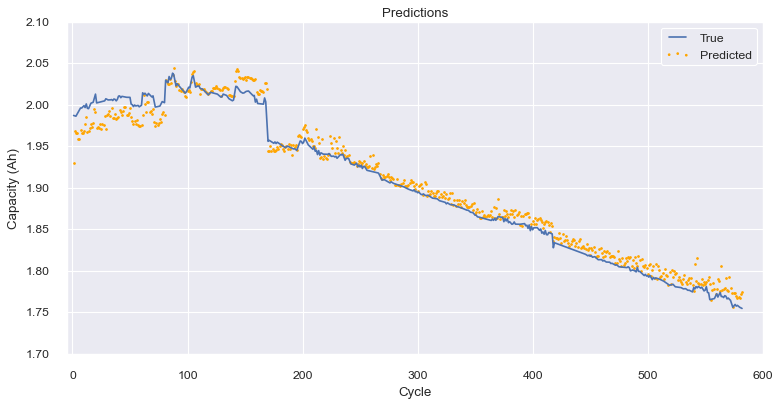 Predictions
True
Predicted
Capacity (Ah)
2.10
2.05
2.00
1.95
1.90
1.85
1.80
1.75
1.70
0 100 200 300 400 500 600
Cycle